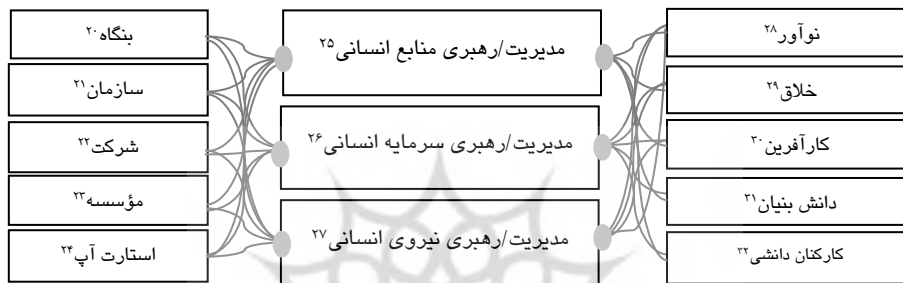 نوآور۲۸
خلاق۲۹
کارآفرین۳۰
دانش بنیان۳۱
کارکنان دانشی۳۲
مدیریت/رهبری منابع انسانی۲۵
مدیریت/رهبری سرمایه انسانی۲۶
مدیریت/رهبری نیروی انسانی۲۷
بنگاه۲۰
سازمان۲۱
شرکت۲۲
مؤسسه۲۳
استارت آپ۲۴